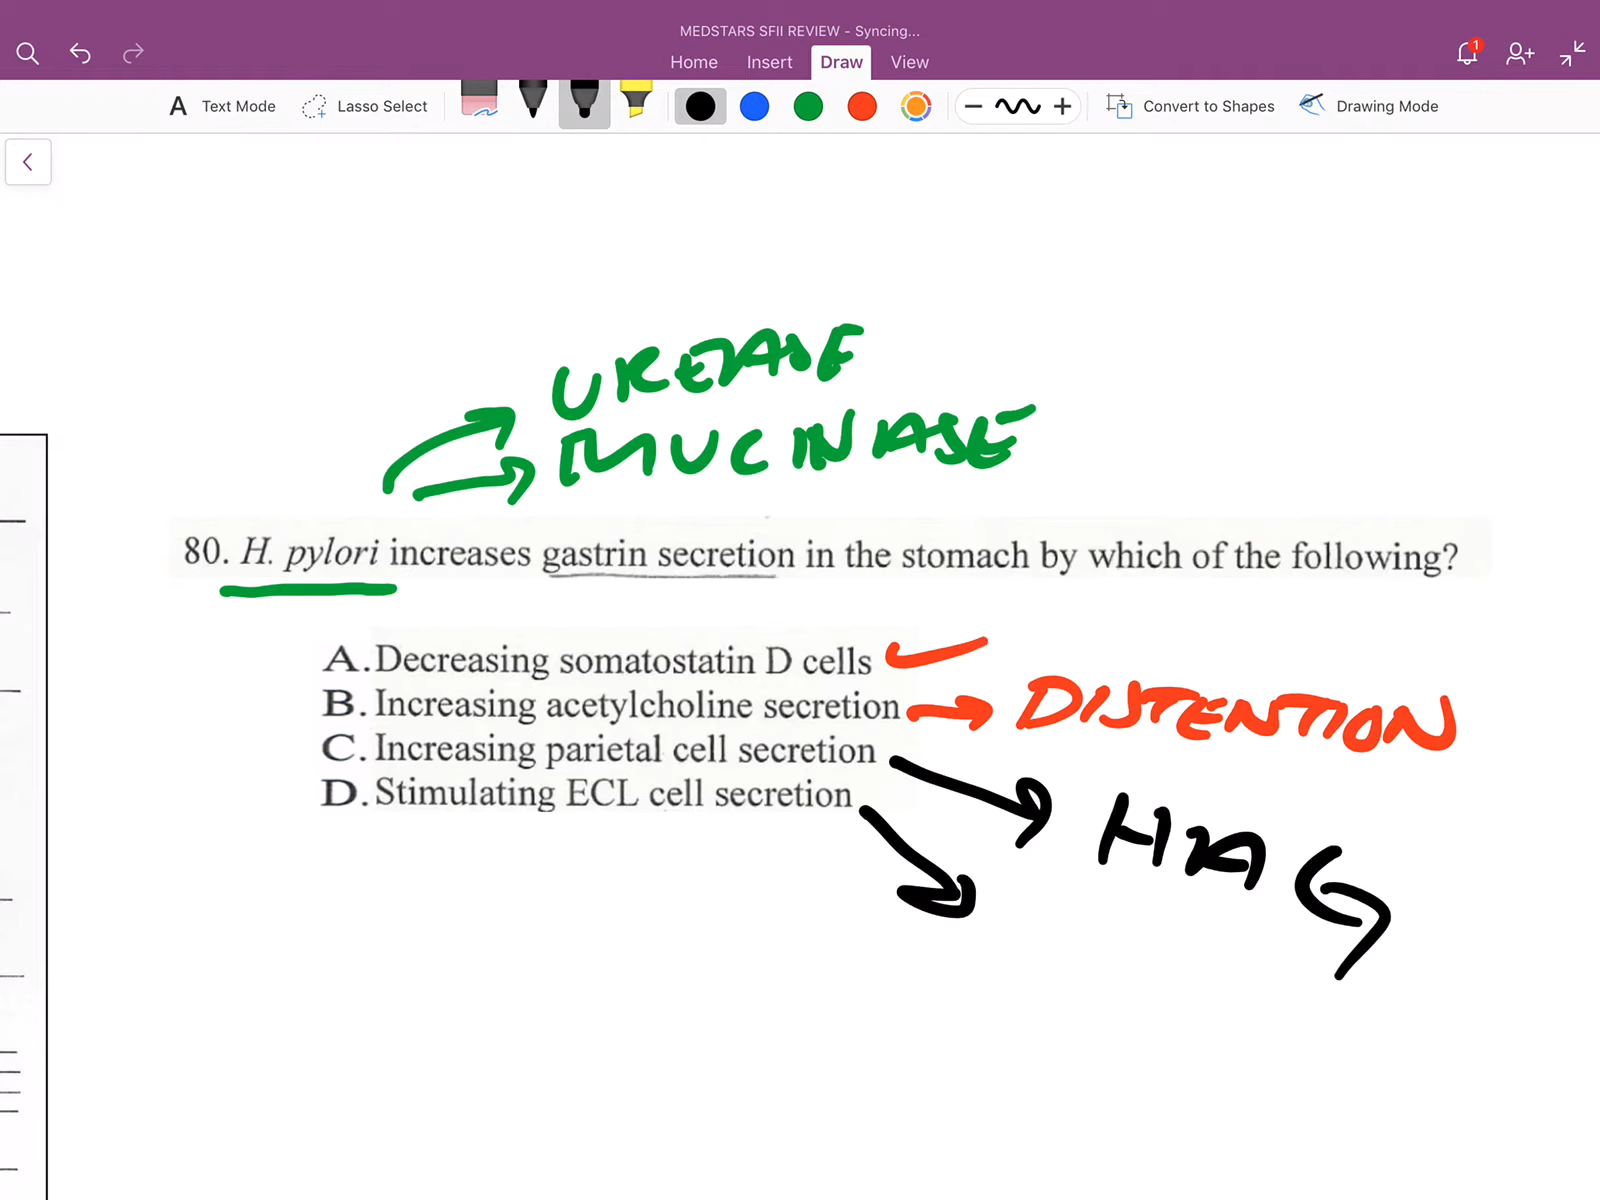 MEDSTARS SFII REVIEW - Syncing...
Home Insert Draw View
1
A Text Mode Lasso Select Convert to Shapes Drawing Mode
UREASE
MUCINASE
80. H. pylori increases gastrin secretion in the stomach by which of the following?
A. Decreasing somatostatin D cells
B. Increasing acetylcholine secretion → DISTENTION
C. Increasing parietal cell secretion
D. Stimulating ECL cell secretion
HAG